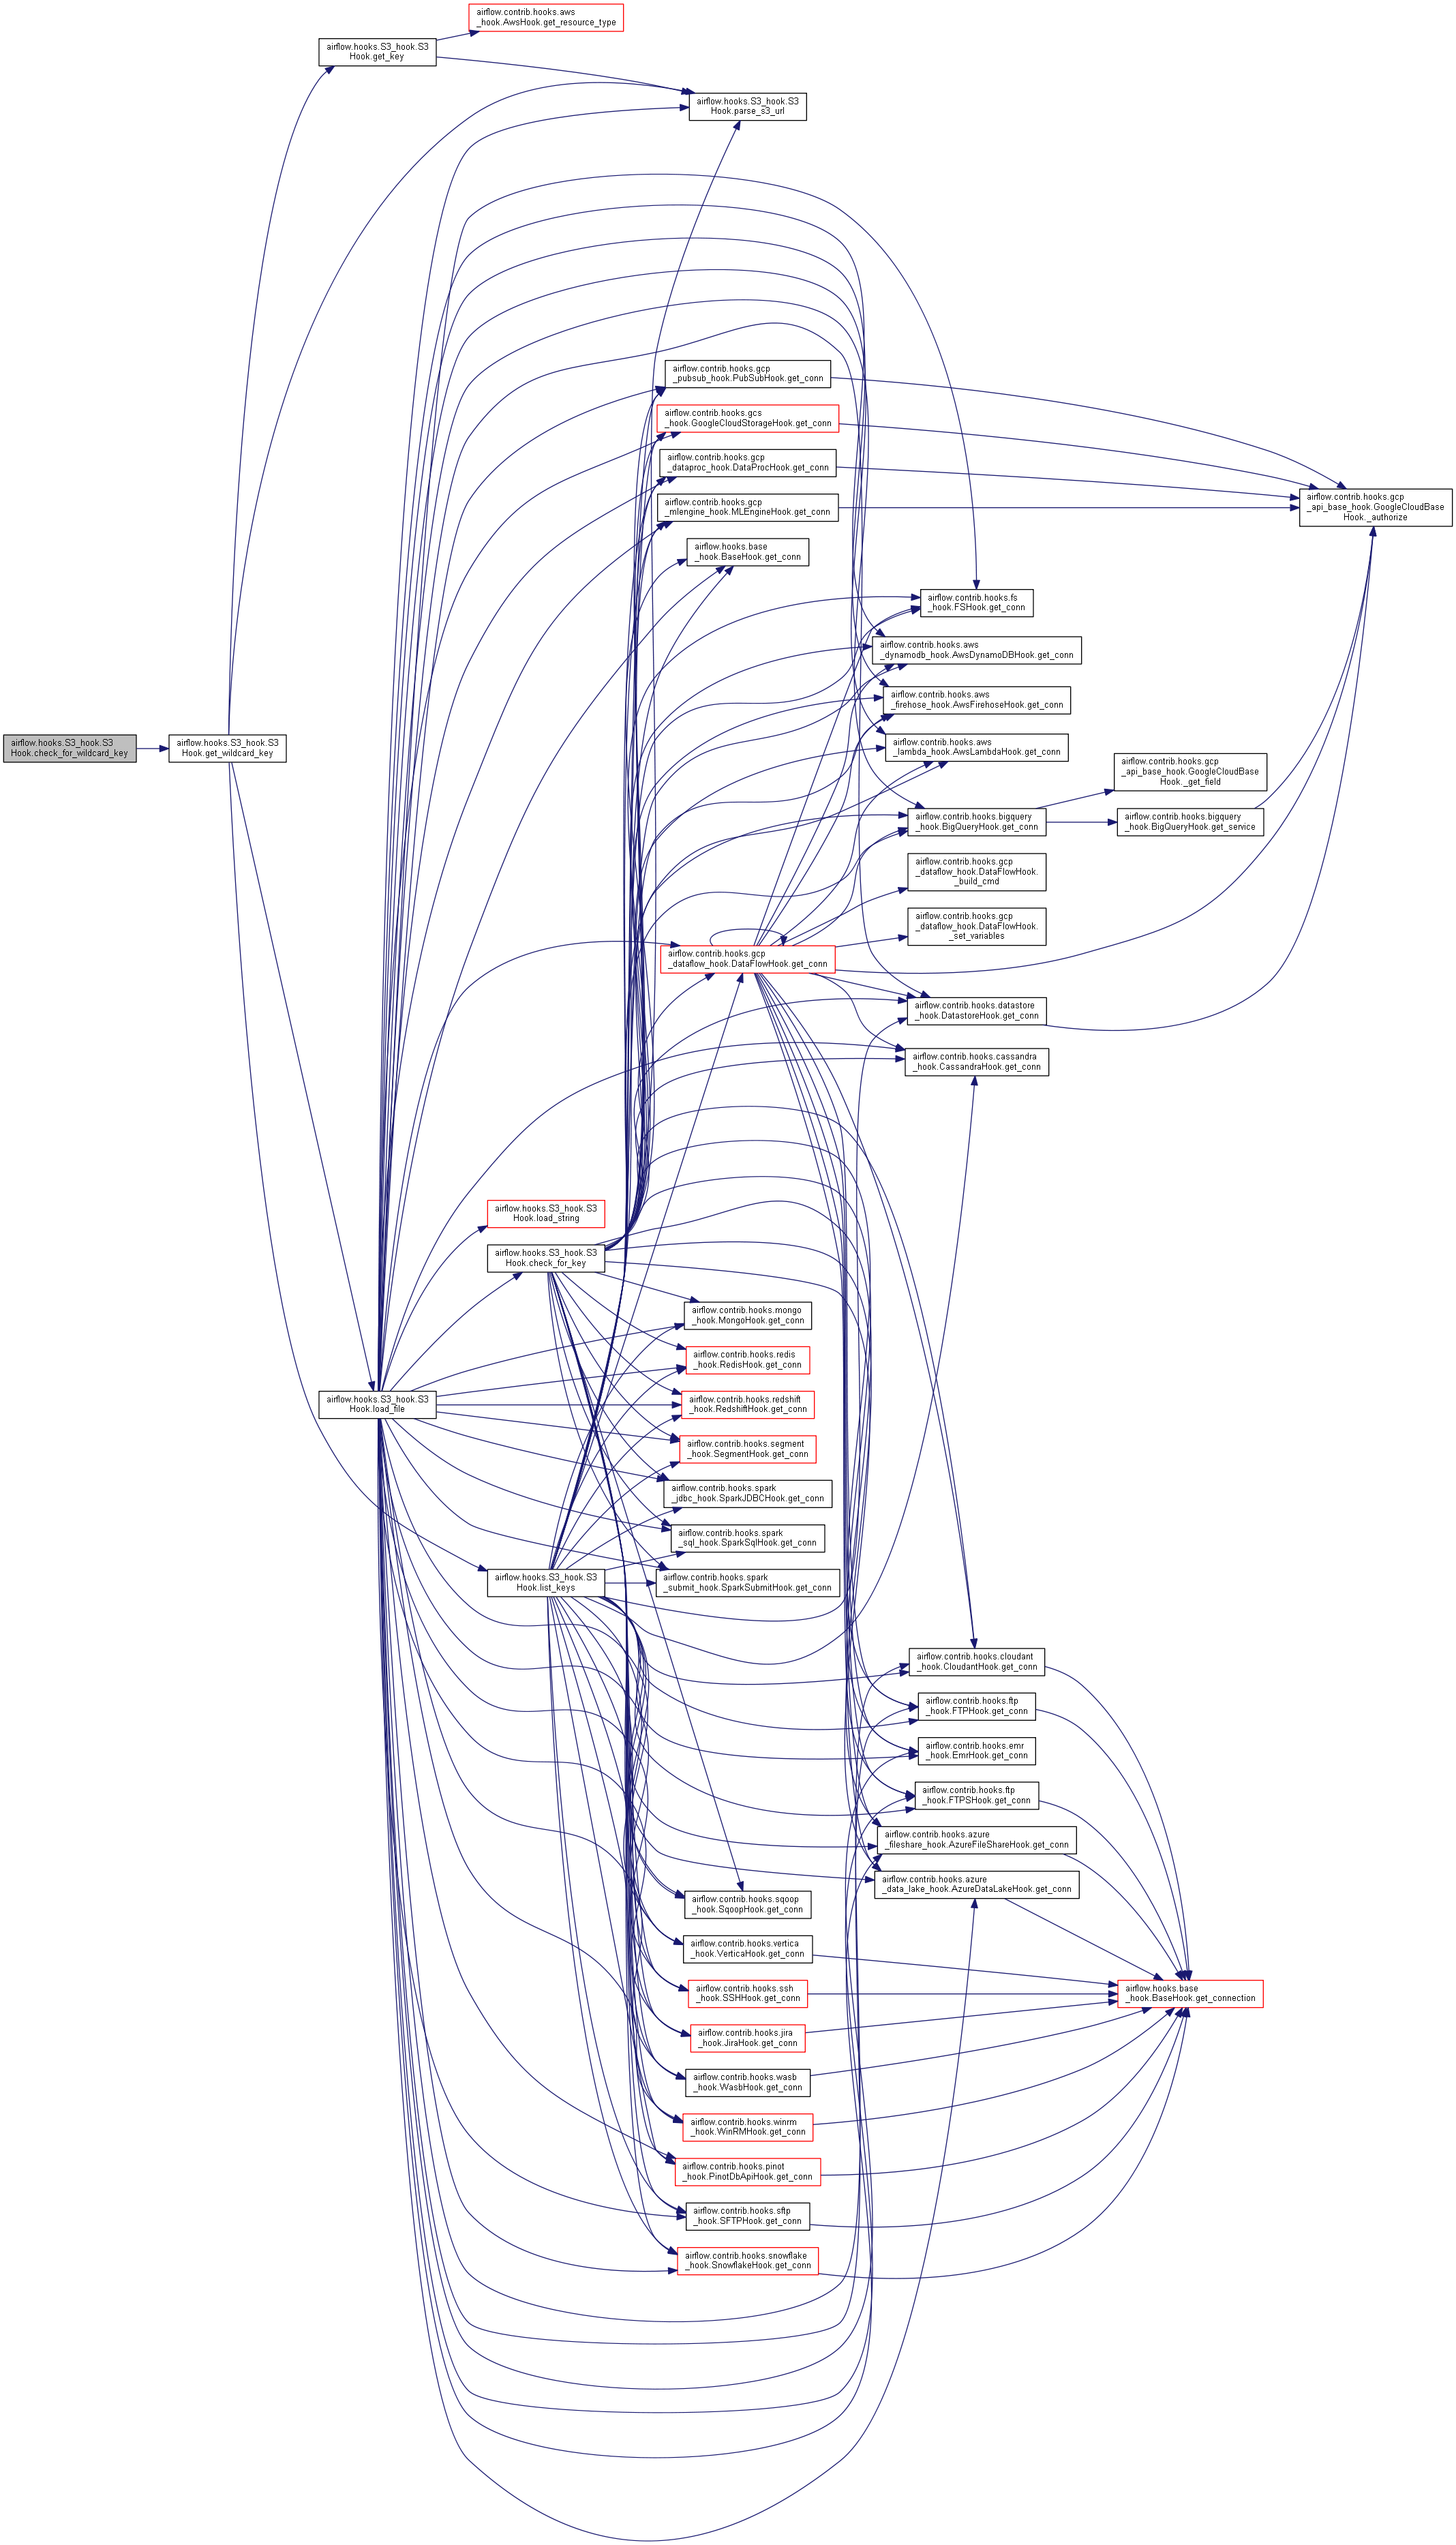 airflow.contrib.hooks.aws
_hook.AwsHook.get_resource_type
airflow.hooks.S3_hook.S3
Hook.get_key
airflow.hooks.S3_hook.S3
Hook.parse_s3_url
airflow.contrib.hooks.gcp
_pubsub_hook.PubSubHook.get_conn
airflow.contrib.hooks.gcs
_hook.GoogleCloudStorageHook.get_conn
airflow.contrib.hooks.gcp
_dataproc_hook.DataProcHook.get_conn
airflow.contrib.hooks.gcp
_mlengine_hook.MLEngineHook.get_conn
airflow.contrib.hooks.gcp
_api_base_hook.GoogleCloudBase
Hook._authorize
airflow.hooks.base
_hook.BaseHook.get_conn
airflow.contrib.hooks.fs
_hook.FSHook.get_conn
airflow.contrib.hooks.aws
_dynamodb_hook.AwsDynamoDBHook.get_conn
airflow.contrib.hooks.aws
_firehose_hook.AwsFirehoseHook.get_conn
airflow.hooks.S3_hook.S3
Hook.check_for_wildcard_key
airflow.hooks.S3_hook.S3
Hook.get_wildcard_key
airflow.contrib.hooks.aws
_lambda_hook.AwsLambdaHook.get_conn
airflow.contrib.hooks.gcp
_api_base_hook.GoogleCloudBase
Hook._get_field
airflow.contrib.hooks.bigquery
_hook.BigQueryHook.get_conn
airflow.contrib.hooks.bigquery
_hook.BigQueryHook.get_service
airflow.contrib.hooks.gcp
_dataflow_hook.DataFlowHook.
_build_cmd
airflow.contrib.hooks.gcp
_dataflow_hook.DataFlowHook.
_set_variables
airflow.contrib.hooks.gcp
_dataflow_hook.DataFlowHook.get_conn
airflow.contrib.hooks.datastore
_hook.DatastoreHook.get_conn
airflow.contrib.hooks.cassandra
_hook.CassandraHook.get_conn
airflow.hooks.S3_hook.S3
Hook.load_string
airflow.hooks.S3_hook.S3
Hook.check_for_key
airflow.contrib.hooks.mongo
_hook.MongoHook.get_conn
airflow.contrib.hooks.redis
_hook.RedisHook.get_conn
airflow.hooks.S3_hook.S3
Hook.load_file
airflow.contrib.hooks.redshift
_hook.RedshiftHook.get_conn
airflow.contrib.hooks.segment
_hook.SegmentHook.get_conn
airflow.contrib.hooks.spark
_jdbc_hook.SparkJDBCHook.get_conn
airflow.contrib.hooks.spark
_sql_hook.SparkSqlHook.get_conn
airflow.hooks.S3_hook.S3
Hook.list_keys
airflow.contrib.hooks.spark
_submit_hook.SparkSubmitHook.get_conn
airflow.contrib.hooks.cloudant
_hook.CloudantHook.get_conn
airflow.contrib.hooks.ftp
_hook.FTPHook.get_conn
airflow.contrib.hooks.emr
_hook.EmrHook.get_conn
airflow.contrib.hooks.ftp
_hook.FTPSHook.get_conn
airflow.contrib.hooks.azure
_fileshare_hook.AzureFileShareHook.get_conn
airflow.contrib.hooks.azure
_data_lake_hook.AzureDataLakeHook.get_conn
airflow.contrib.hooks.sqoop
_hook.SqoopHook.get_conn
airflow.contrib.hooks.vertica
_hook.VerticaHook.get_conn
airflow.contrib.hooks.ssh
_hook.SSHHook.get_conn
airflow.hooks.base
_hook.BaseHook.get_connection
airflow.contrib.hooks.jira
_hook.JiraHook.get_conn
airflow.contrib.hooks.wasb
_hook.WasbHook.get_conn
airflow.contrib.hooks.winrm
_hook.WinRMHook.get_conn
airflow.contrib.hooks.pinot
_hook.PinotDbApiHook.get_conn
airflow.contrib.hooks.sftp
_hook.SFTPHook.get_conn
airflow.contrib.hooks.snowflake
_hook.SnowflakeHook.get_conn